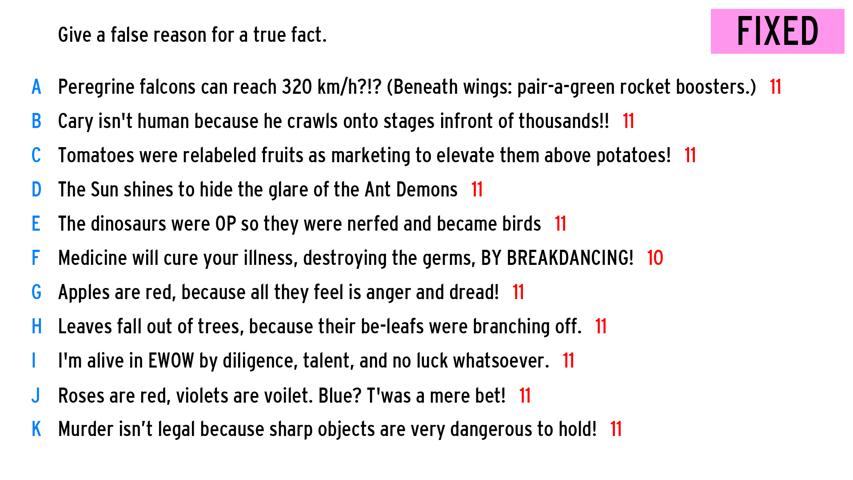 Give a false reason for a true fact.
FIXED
A Peregrine falcons can reach 320 km/h?!? (Beneath wings: pair-a-green rocket boosters.) 11
B Cary isn't human because he crawls onto stages infront of thousands!! 11
C Tomatoes were relabeled fruits as marketing to elevate them above potatoes! 11
D The Sun shines to hide the glare of the Ant Demons 11
E The dinosaurs were OP so they were nerfed and became birds 11
F Medicine will cure your illness, destroying the germs, BY BREAKDANCING! 10
G Apples are red, because all they feel is anger and dread! 11
H Leaves fall out of trees, because their be-leafs were branching off. 11
I I'm alive in EWOW by diligence, talent, and no luck whatsoever. 11
J Roses are red, violets are voilet. Blue? T'was a mere bet! 11
K Murder isn’t legal because sharp objects are very dangerous to hold! 11